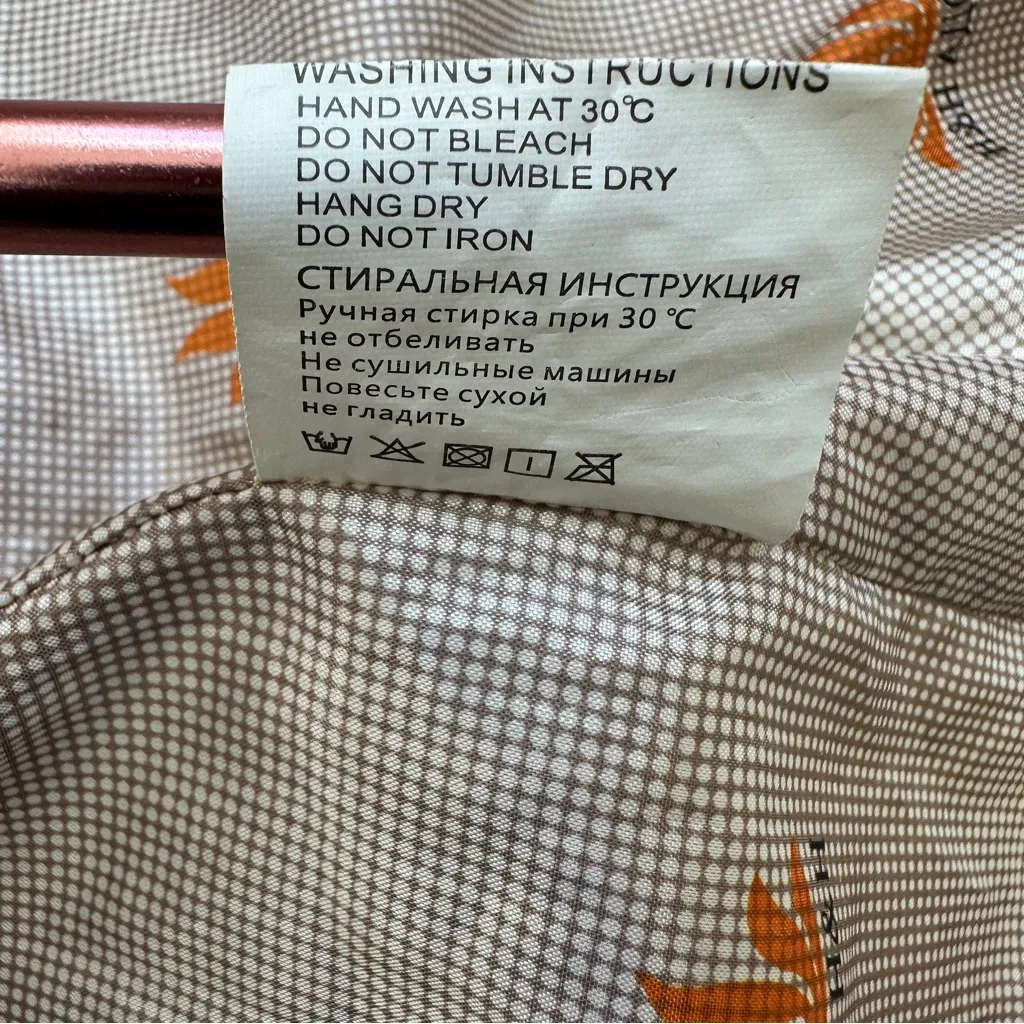 WASHING INSTRUCTIONS
HAND WASH AT 30℃
DO NOT BLEACH
DO NOT TUMBLE DRY
HANG DRY
DO NOT IRON
СТИРАЛЬНАЯ ИНСТРУКЦИЯ
Ручная стирка при 30 ℃
не отбеливать
Не сушильные машины
Повесьте сухой
не гладить
H&H